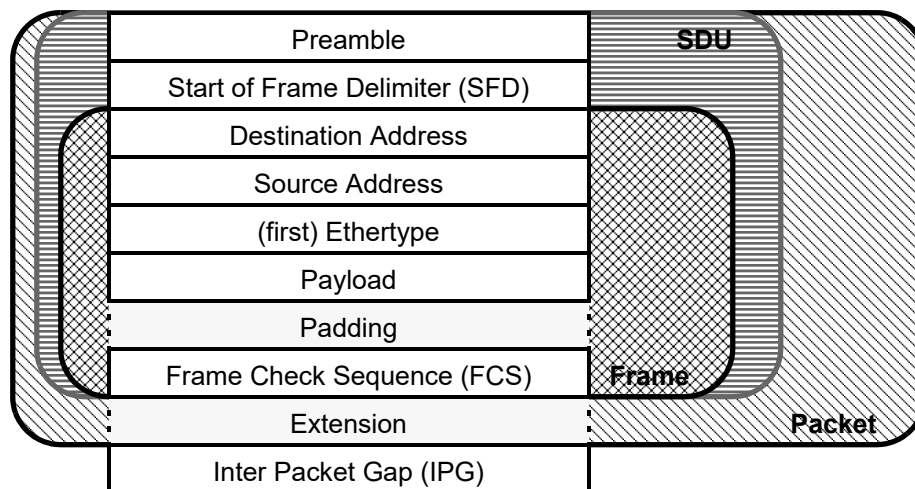 Preamble
SDU
Start of Frame Delimiter (SFD)
Destination Address
Source Address
(first) Ethertype
Payload
Padding
Frame Check Sequence (FCS)
Frame
Extension
Packet
Inter Packet Gap (IPG)